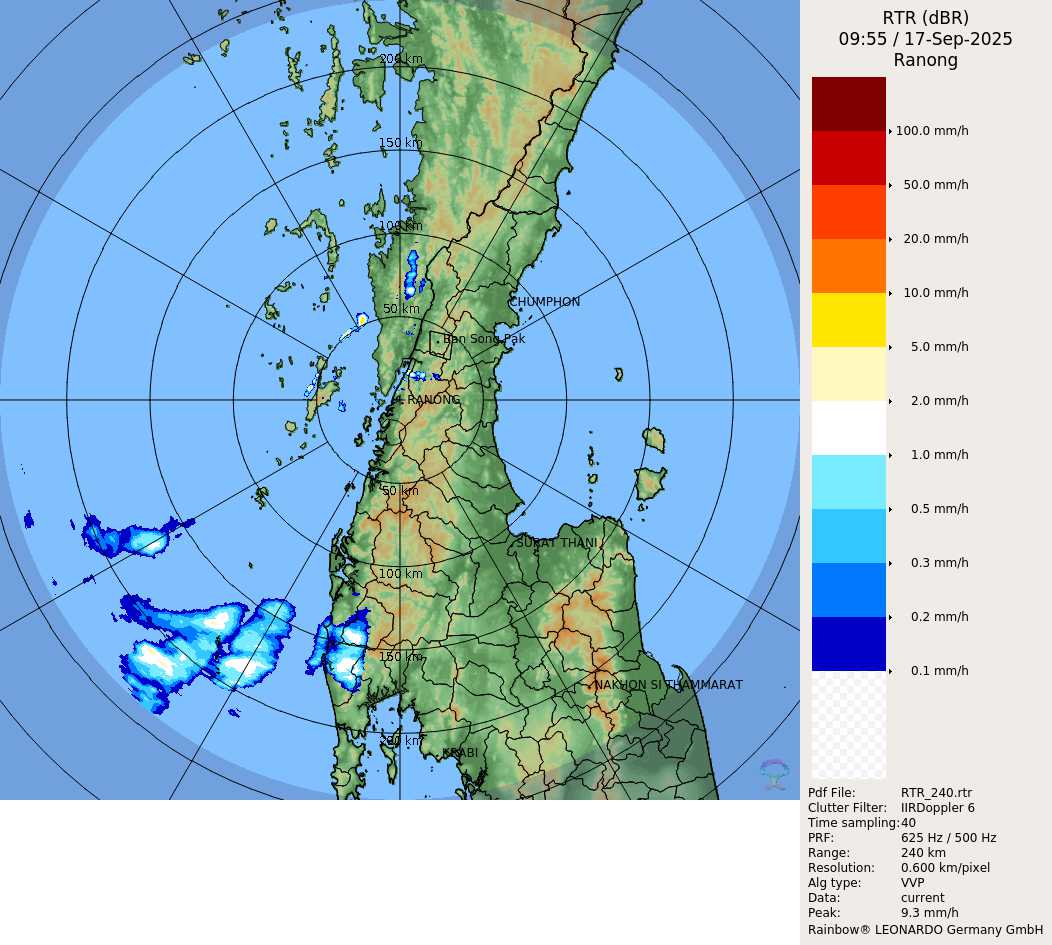 RTR (dBR)
09:55 / 17-Sep-2025
Ranong
200 km
150 km
100 km
50 km
CHUMPHON
Ban Song Pak
RANONG
50 km
SURAT THANI
100 km
150 km
NAKHON SI THAMMARAT
200 km
KRABI
100.0 mm/h
50.0 mm/h
20.0 mm/h
10.0 mm/h
5.0 mm/h
2.0 mm/h
1.0 mm/h
0.5 mm/h
0.3 mm/h
0.2 mm/h
0.1 mm/h
Pdf File: RTR_240.rtr
Clutter Filter: IIRDoppler 6
Time sampling: 40
PRF: 625 Hz / 500 Hz
Range: 240 km
Resolution: 0.600 km/pixel
Alg type: VVP
Data: current
Peak: 9.3 mm/h
Rainbow® LEONARDO Germany GmbH